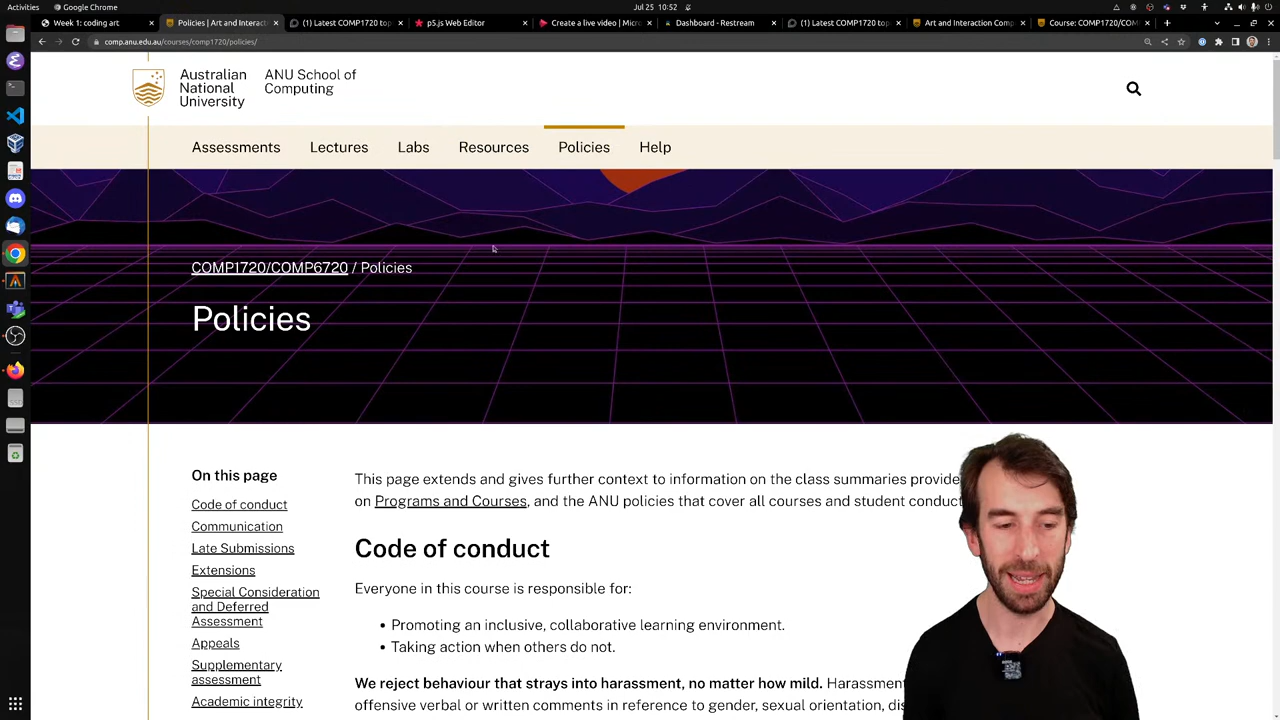 Activities
Google Chrome
Jul 25 10:52
Week 1: coding art
Policies | Art and Interact
(1) Latest COMP1720 top
p5.js Web Editor
Create a live video | Micro
Dashboard - Restream
(1) Latest COMP1720 top
Art and Interaction Comp
Course: COMP1720/COM
comp.anu.edu.au/courses/comp1720/policies/
Australian
National
University
ANU School of
Computing
Assessments
Lectures
Labs
Resources
Policies
Help
COMP1720/COMP6720 / Policies
Policies
On this page
Code of conduct
Communication
Late Submissions
Extensions
Special Consideration
and Deferred
Assessment
Appeals
Supplementary
assessment
Academic integrity
This page extends and gives further context to information on the class summaries provide
on Programs and Courses, and the ANU policies that cover all courses and student conduct
Code of conduct
Everyone in this course is responsible for:
• Promoting an inclusive, collaborative learning environment.
• Taking action when others do not.
We reject behaviour that strays into harassment, no matter how mild. Harassmen
offensive verbal or written comments in reference to gender, sexual orientation, dis